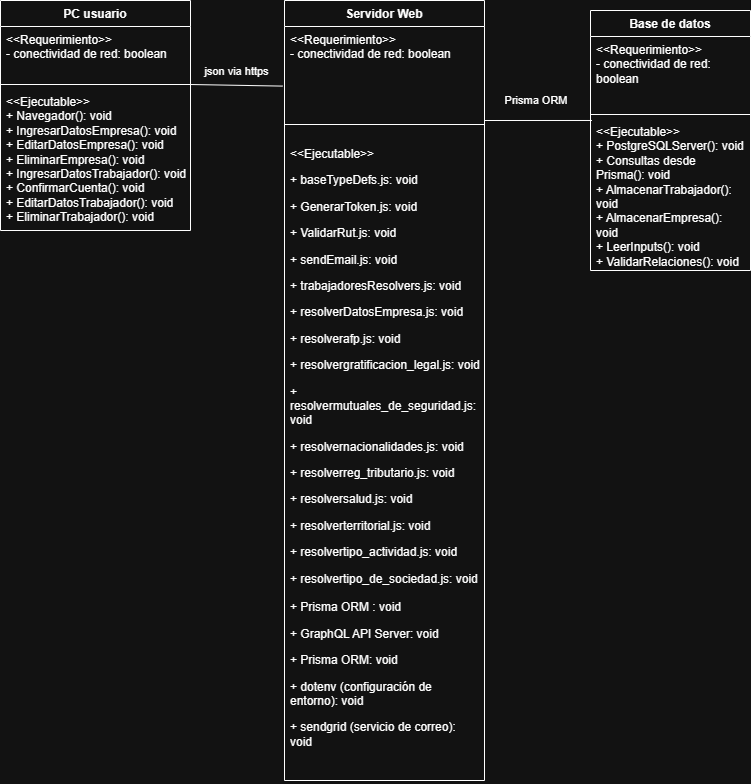 PC usuario
<<Requerimiento>>
- conectividad de red: boolean
<<Ejecutable>>
+ Navegador(): void
+ IngresarDatosEmpresa(): void
+ EditarDatosEmpresa(): void
+ EliminarEmpresa(): void
+ IngresarDatosTrabajador(): void
+ ConfirmarCuenta(): void
+ EditarDatosTrabajador(): void
+ EliminarTrabajador(): void
json via https
Servidor Web
<<Requerimiento>>
- conectividad de red: boolean
<<Ejecutable>>
+ baseTypeDefs.js: void
+ GenerarToken.js: void
+ ValidarRut.js: void
+ sendEmail.js: void
+ trabajadoresResolvers.js: void
+ resolverDatosEmpresa.js: void
+ resolverafp.js: void
+ resolvergratificacion_legal.js: void
+
resolvermutuales_de_seguridad.js:
void
+ resolvernacionalidades.js: void
+ resolverreg_tributario.js: void
+ resolversalud.js: void
+ resolverterritorial.js: void
+ resolvertipo_actividad.js: void
+ resolvertipo_de_sociedad.js: void
+ Prisma ORM : void
+ GraphQL API Server: void
+ Prisma ORM: void
+ dotenv (configuración de
entorno): void
+ sendgrid (servicio de correo):
void
Prisma ORM
Base de datos
<<Requerimiento>>
- conectividad de red:
boolean
<<Ejecutable>>
+ PostgreSQLServer(): void
+ Consultas desde
Prisma(): void
+ AlmacenarTrabajador():
void
+ AlmacenarEmpresa():
void
+ LeerInputs(): void
+ ValidarRelaciones(): void